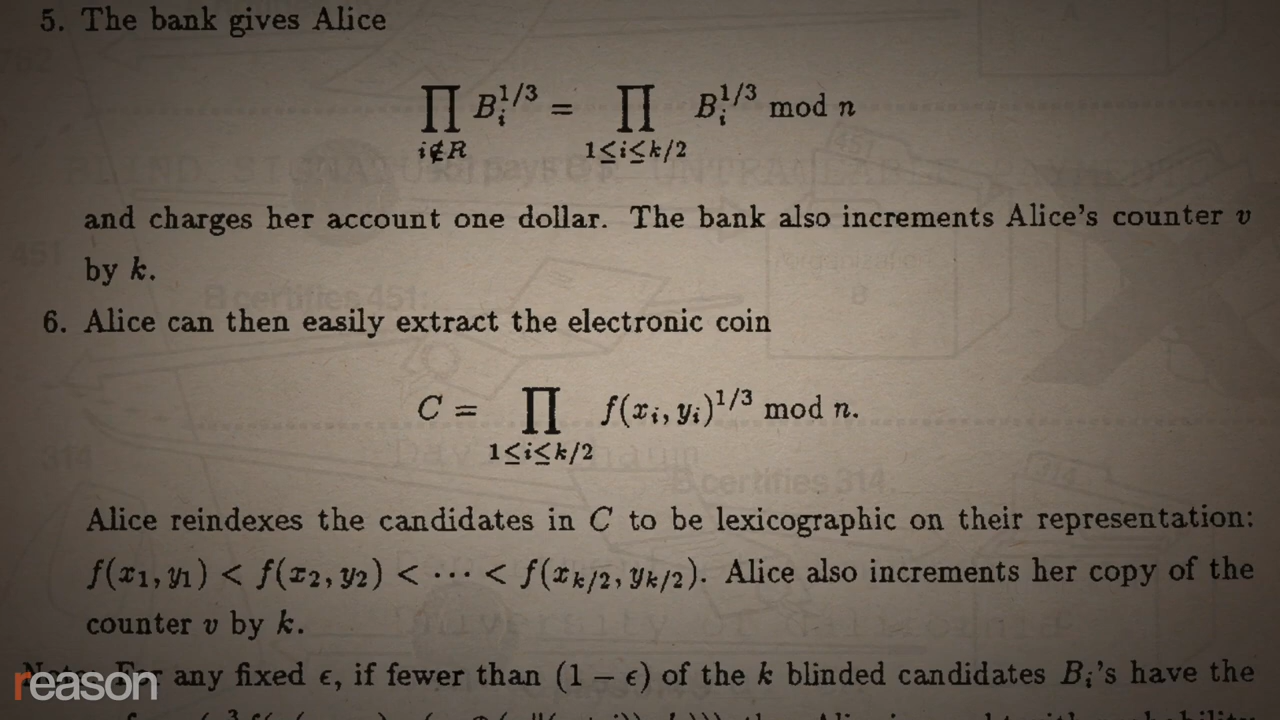 5. The bank gives Alice
∏ B_i^{1/3} = ∏ B_i^{1/3} mod n
i∉R 1≤i≤k/2
and charges her account one dollar. The bank also increments Alice's counter v
by k.
6. Alice can then easily extract the electronic coin
C = ∏ f(x_i, y_i)^{1/3} mod n.
1≤i≤k/2
Alice reindexes the candidates in C to be lexicographic on their representation:
f(x_1, y_1) < f(x_2, y_2) < ··· < f(x_{k/2}, y_{k/2}). Alice also increments her copy of the
counter v by k.
Note: For any fixed ϵ, if fewer than (1 − ϵ) of the k blinded candidates B_i's have the
reason